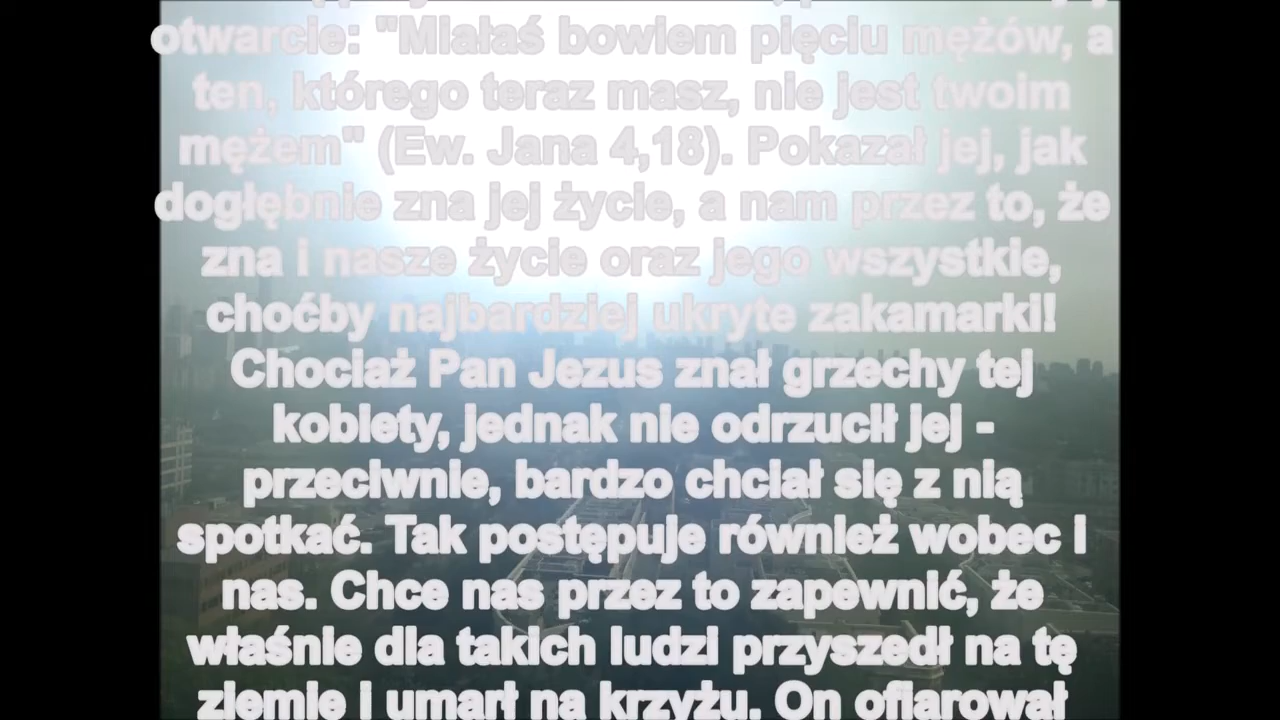 otwarcie: "Miałaś bowiem pięciu mężów, a
ten, którego teraz masz, nie jest twoim
mężem" (Ew. Jana 4,18). Pokazał jej, jak
dogłębnie zna jej życie, a nam przez to, że
zna i nasze życie oraz jego wszystkie,
choćby najbardziej ukryte zakamarki!
Chociaż Pan Jezus znał grzechy tej
kobiety, jednak nie odrzucił jej -
przeciwnie, bardzo chciał się z nią
spotkać. Tak postępuje również wobec i
nas. Chce nas przez to zapewnić, że
właśnie dla takich ludzi przyszedł na tę
ziemię i umarł na krzyżu. On ofiarował